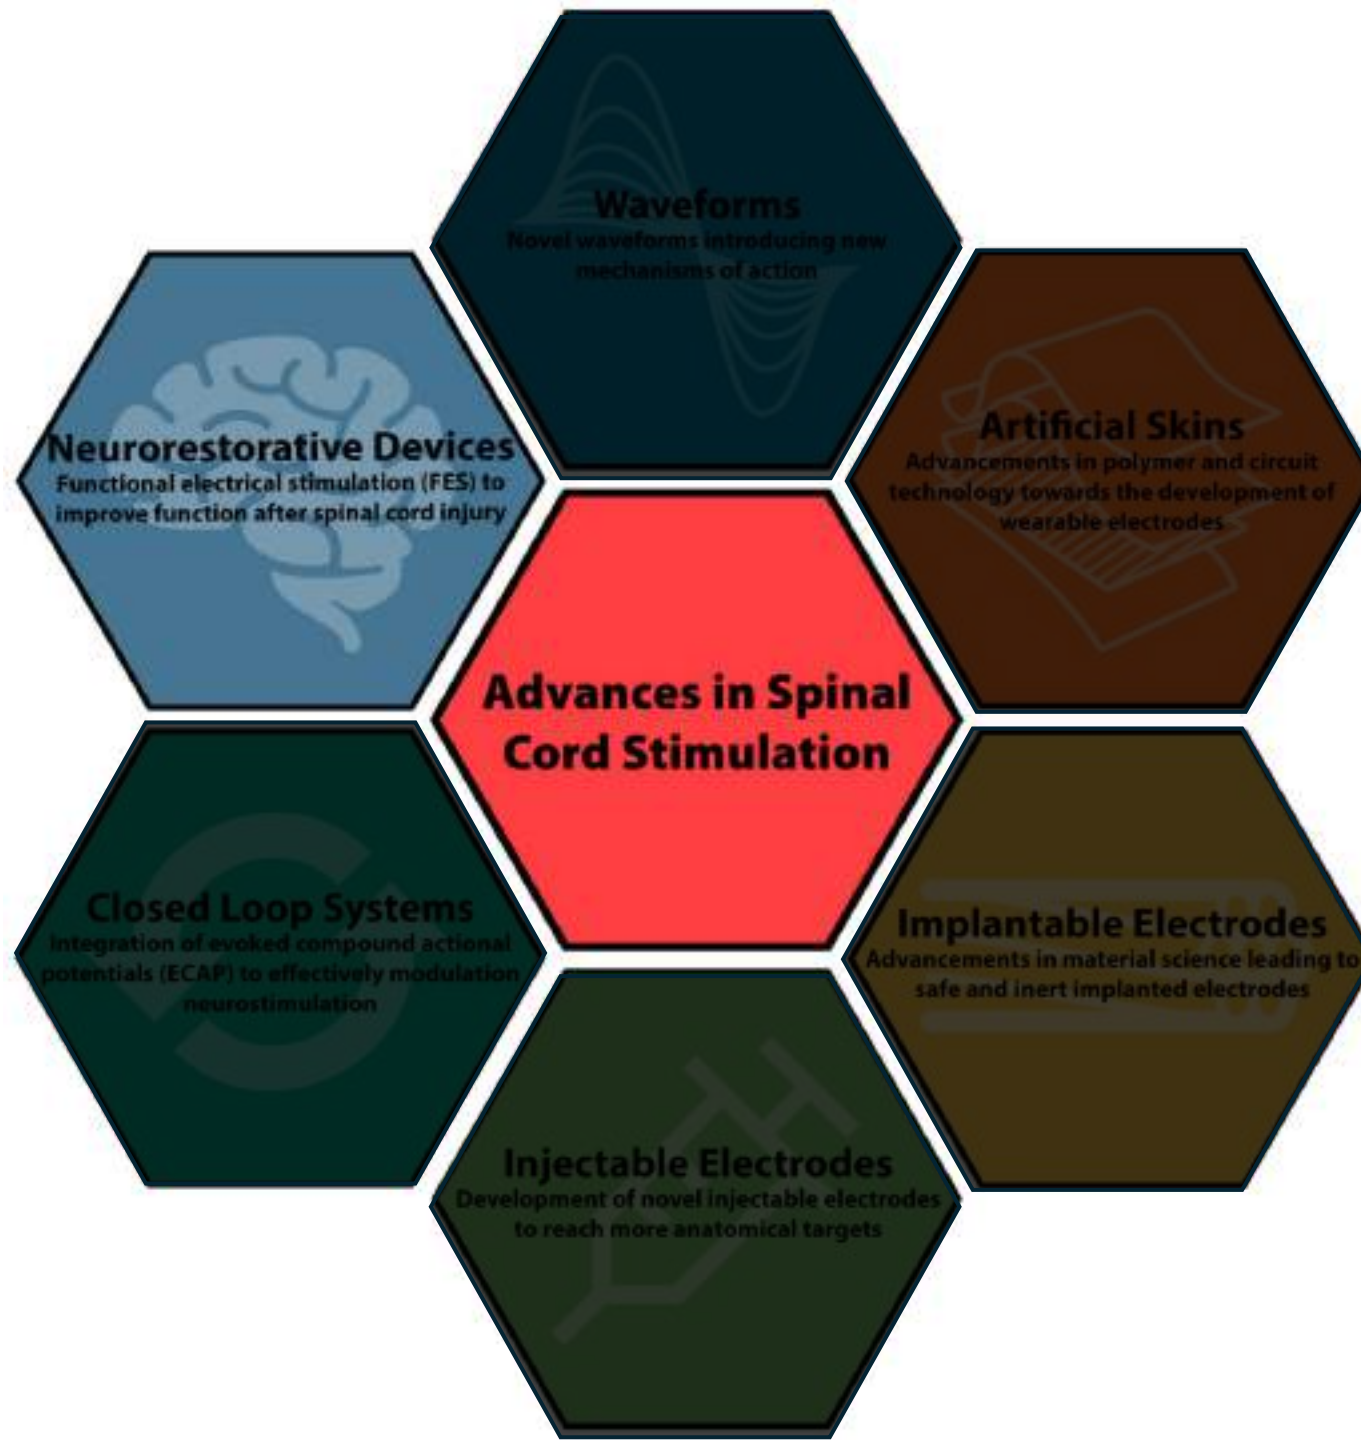 Waveforms
Novel waveforms introducing new
mechanisms of action
Neurorestorative Devices
Functional electrical stimulation (FES) to
improve function after spinal cord injury
Artificial Skins
Advancements in polymer and circuit
technology towards the development of
wearable electrodes
Advances in Spinal
Cord Stimulation
Closed Loop Systems
Integration of evoked compound actional
potentials (ECAP) to effectively modulation
neurostimulation
Implantable Electrodes
Advancements in material science leading to
safe and inert implanted electrodes
Injectable Electrodes
Development of novel injectable electrodes
to reach more anatomical targets